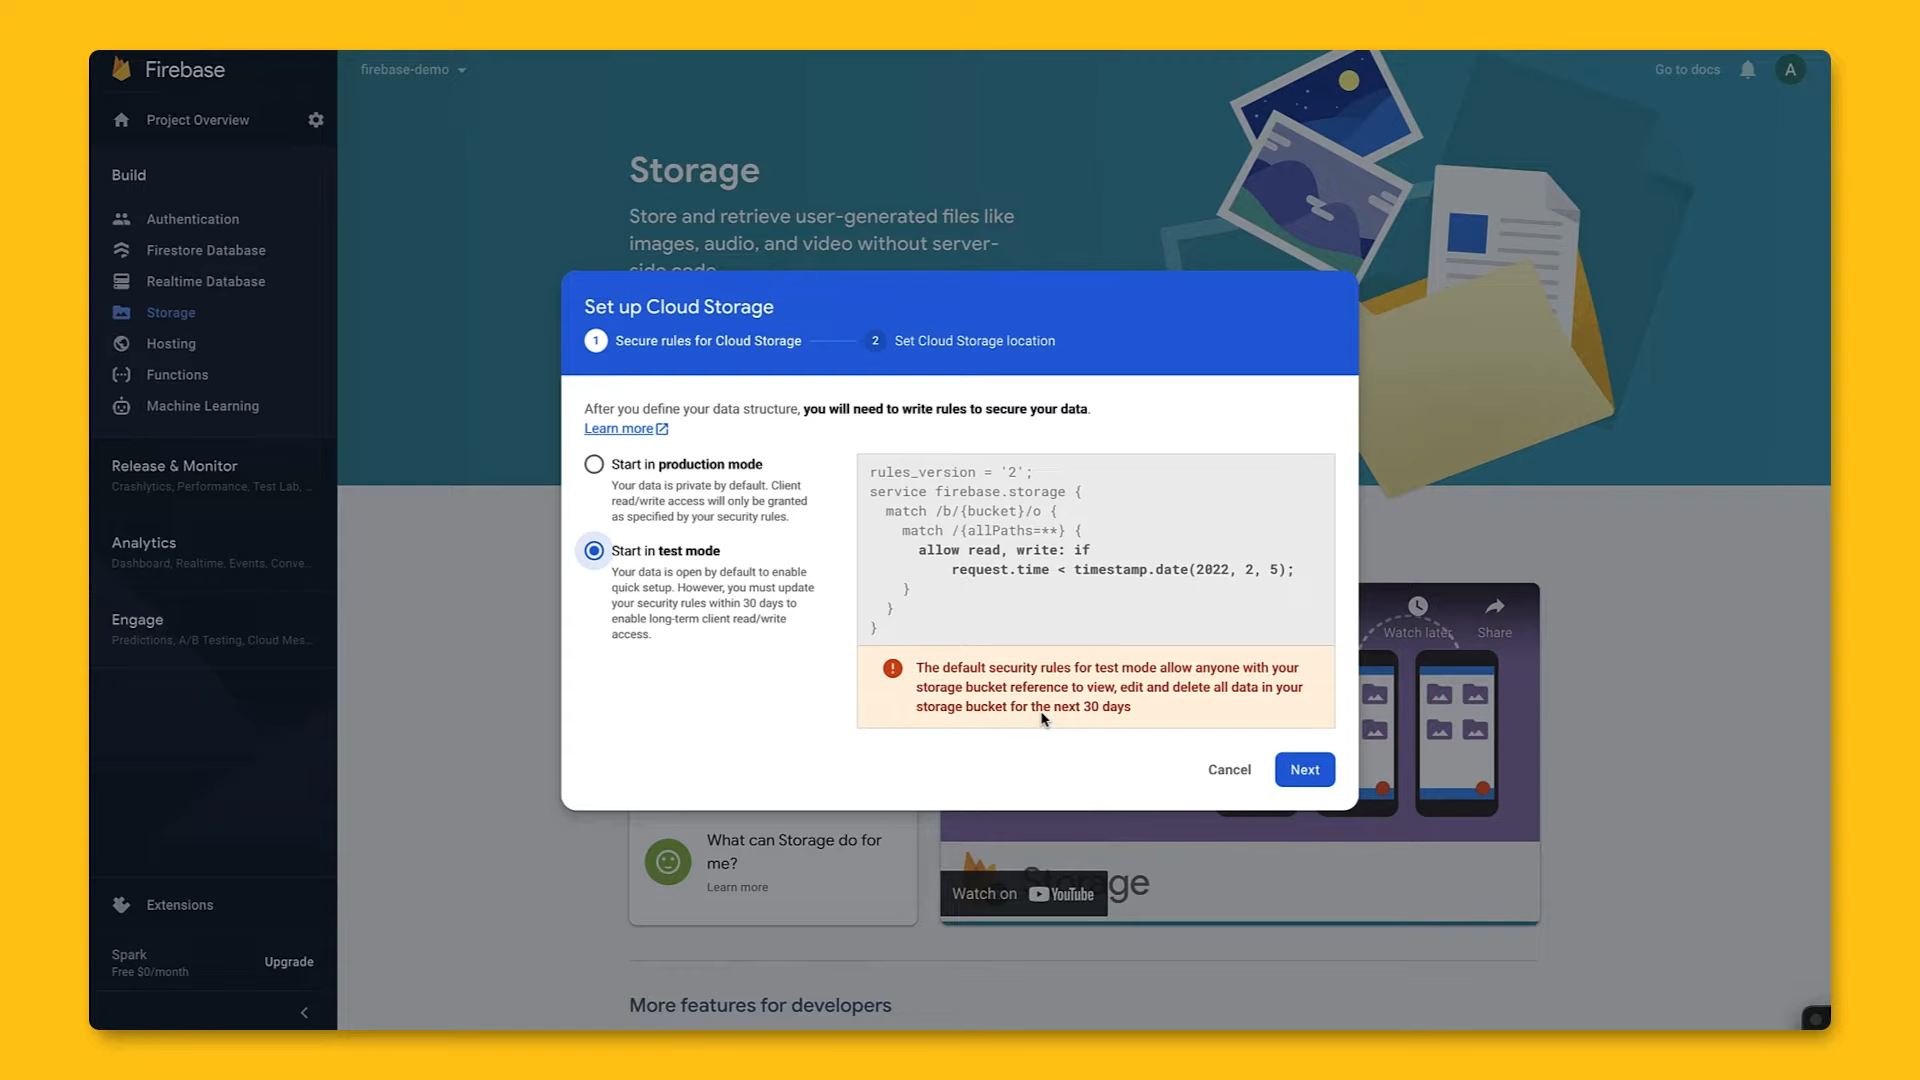 Firebase
firebase-demo
Go to docs
A
Project Overview
Build
Authentication
Firestore Database
Realtime Database
Storage
Hosting
Functions
Machine Learning
Release & Monitor
Crashlytics, Performance, Test Lab, ...
Analytics
Dashboard, Realtime, Events, Conve...
Engage
Predictions, A/B Testing, Cloud Mes...
Extensions
Spark
Free $0/month
Upgrade
Storage
Store and retrieve user-generated files like
images, audio, and video without server-
side code
Set up Cloud Storage
1 Secure rules for Cloud Storage
2 Set Cloud Storage location
After you define your data structure, you will need to write rules to secure your data.
Learn more
Start in production mode
Your data is private by default. Client
read/write access will only be granted
as specified by your security rules.
Start in test mode
Your data is open by default to enable
quick setup. However, you must update
your security rules within 30 days to
enable long-term client read/write
access.
rules_version = '2';
service firebase.storage {
match /b/{bucket}/o {
match /{allPaths=**} {
allow read, write: if
request.time < timestamp.date(2022, 2, 5);
}
}
}
The default security rules for test mode allow anyone with your
storage bucket reference to view, edit and delete all data in your
storage bucket for the next 30 days
Cancel
Next
Watch later
Share
What can Storage do for
me?
Learn more
Storage
Watch on YouTube
More features for developers